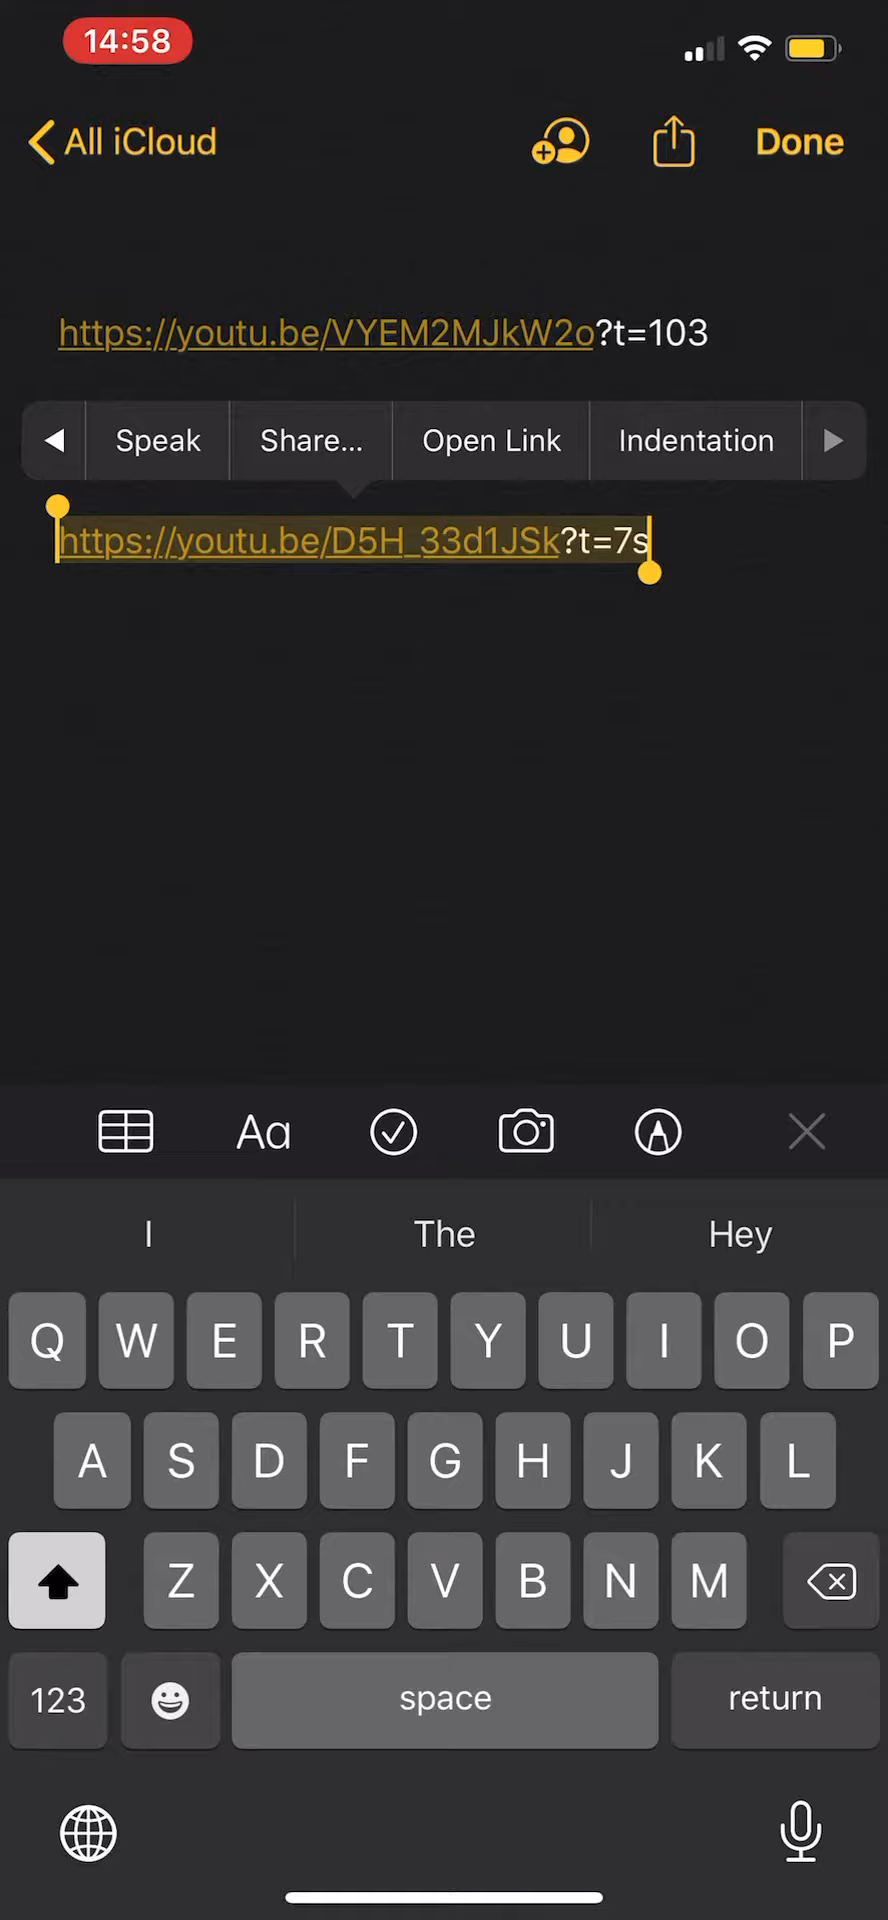 14:58
All iCloud Done
https://youtu.be/VYEM2MJkW2o?t=103
Speak Share... Open Link Indentation
https://youtu.be/D5H_33d1JSk?t=7s
Aa
I The Hey
Q W E R T Y U I O P
A S D F G H J K L
Z X C V B N M
123 space return